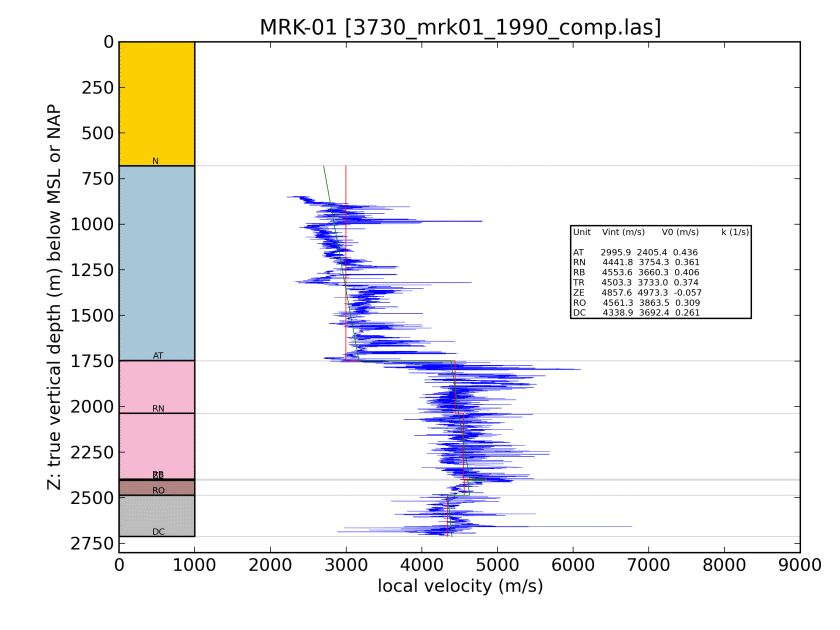 MRK-01 [3730_mrk01_1990_comp.las]
Z: true vertical depth (m) below MSL or NAP
0
250
500
750
1000
1250
1500
1750
2000
2250
2500
2750
N
AT
RN
RO
DC
Unit Vint (m/s) V0 (m/s) k (1/s)
AT 2995.9 2405.4 0.436
RN 4441.8 3754.3 0.361
RB 4553.6 3660.3 0.406
TR 4503.3 3733.0 0.374
ZE 4857.6 4973.3 -0.057
RO 4561.3 3863.5 0.309
DC 4338.9 3692.4 0.261
0 1000 2000 3000 4000 5000 6000 7000 8000 9000
local velocity (m/s)